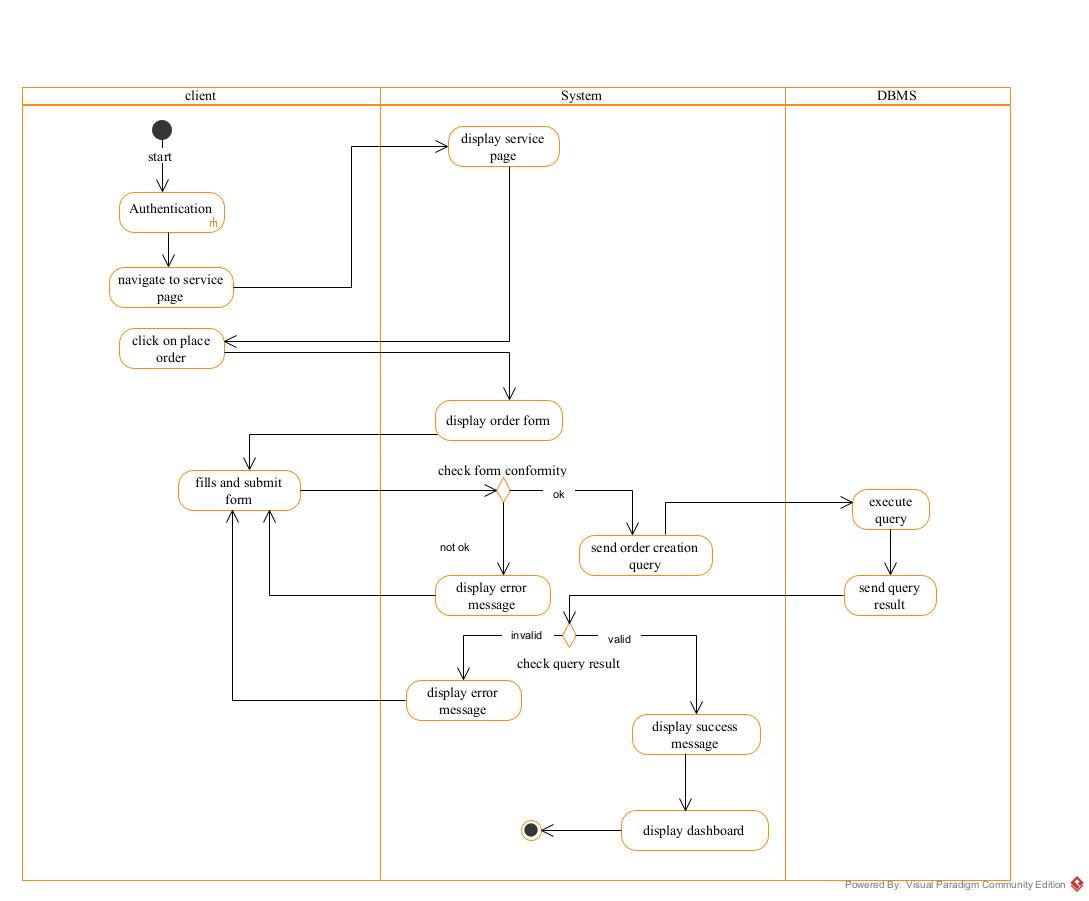 client
System
DBMS
start
display service
page
Authentication
navigate to service
page
click on place
order
display order form
check form conformity
fills and submit
form
ok
execute
query
not ok
send order creation
query
display error
message
send query
result
invalid
valid
check query result
display error
message
display success
message
display dashboard
Powered By: Visual Paradigm Community Edition